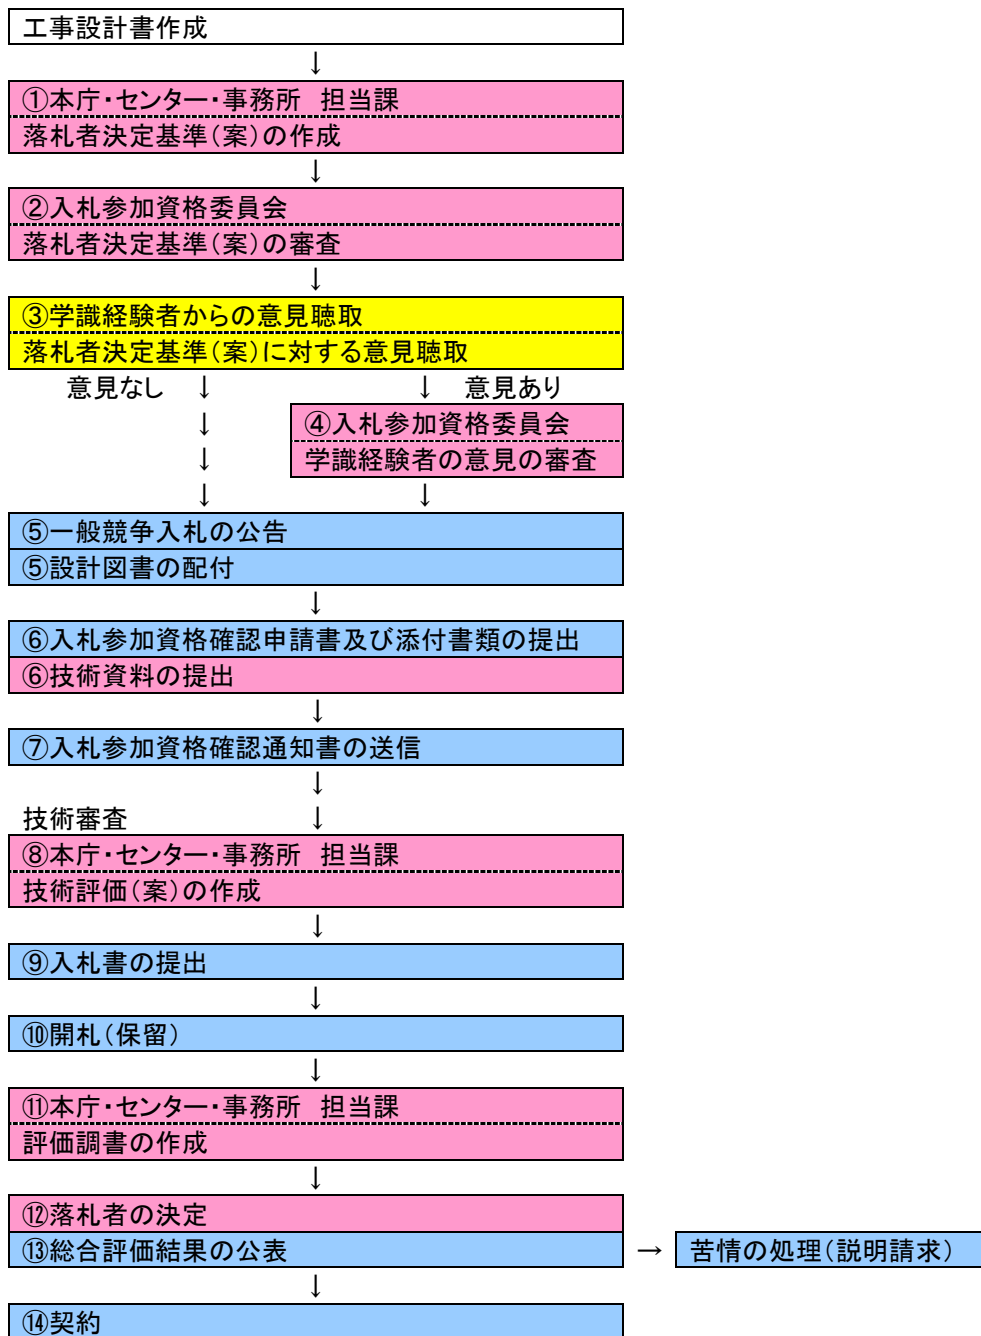 工事設計書作成
↓
①本庁・センター・事務所　担当課
落札者決定基準（案）の作成
↓
②入札参加資格委員会
落札者決定基準（案）の審査
↓
③学識経験者からの意見聴取
落札者決定基準（案）に対する意見聴取
意見なし　↓　↓　意見あり
↓　④入札参加資格委員会
↓　学識経験者の意見の審査
↓　↓
⑤一般競争入札の公告
⑤設計図書の配付
↓
⑥入札参加資格確認申請書及び添付書類の提出
⑥技術資料の提出
↓
⑦入札参加資格確認通知書の送信
↓
技術審査　↓
⑧本庁・センター・事務所　担当課
技術評価（案）の作成
↓
⑨入札書の提出
↓
⑩開札（保留）
↓
⑪本庁・センター・事務所　担当課
評価調書の作成
↓
⑫落札者の決定
⑬総合評価結果の公表　→　苦情の処理（説明請求）
↓
⑭契約